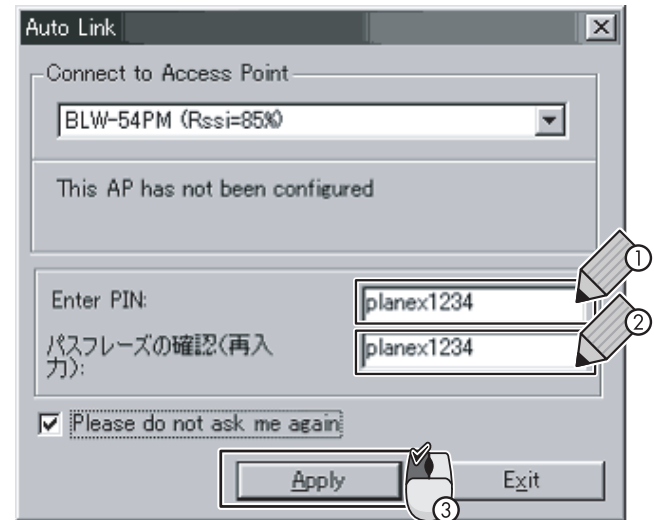 Auto Link
Connect to Access Point
BLW-54PM (Rssi=85%)
This AP has not been configured
Enter PIN:
planex1234
①
パスフレーズの確認(再入
力):
planex1234
②
Please do not ask me again
Apply
Exit
③